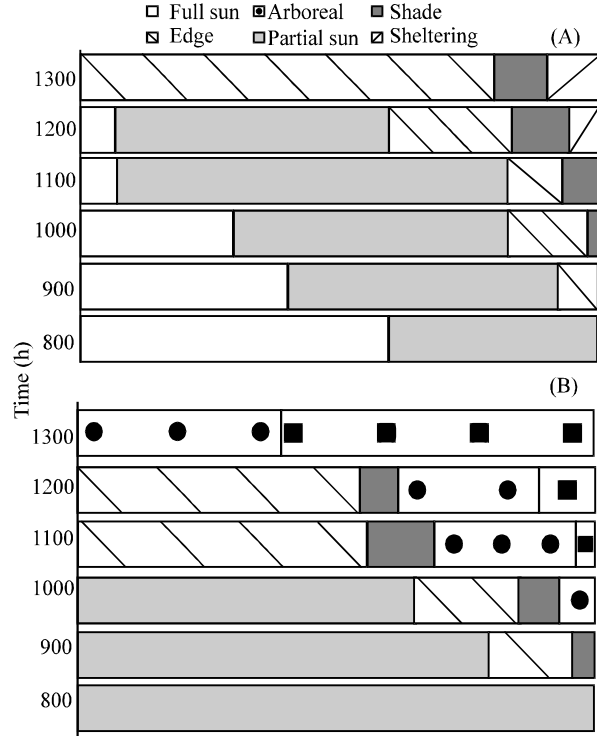 Full sun Arboreal Shade
Edge Partial sun Sheltering
(A)
1300
1200
1100
1000
900
800
Time (h)
(B)
1300
1200
1100
1000
900
800